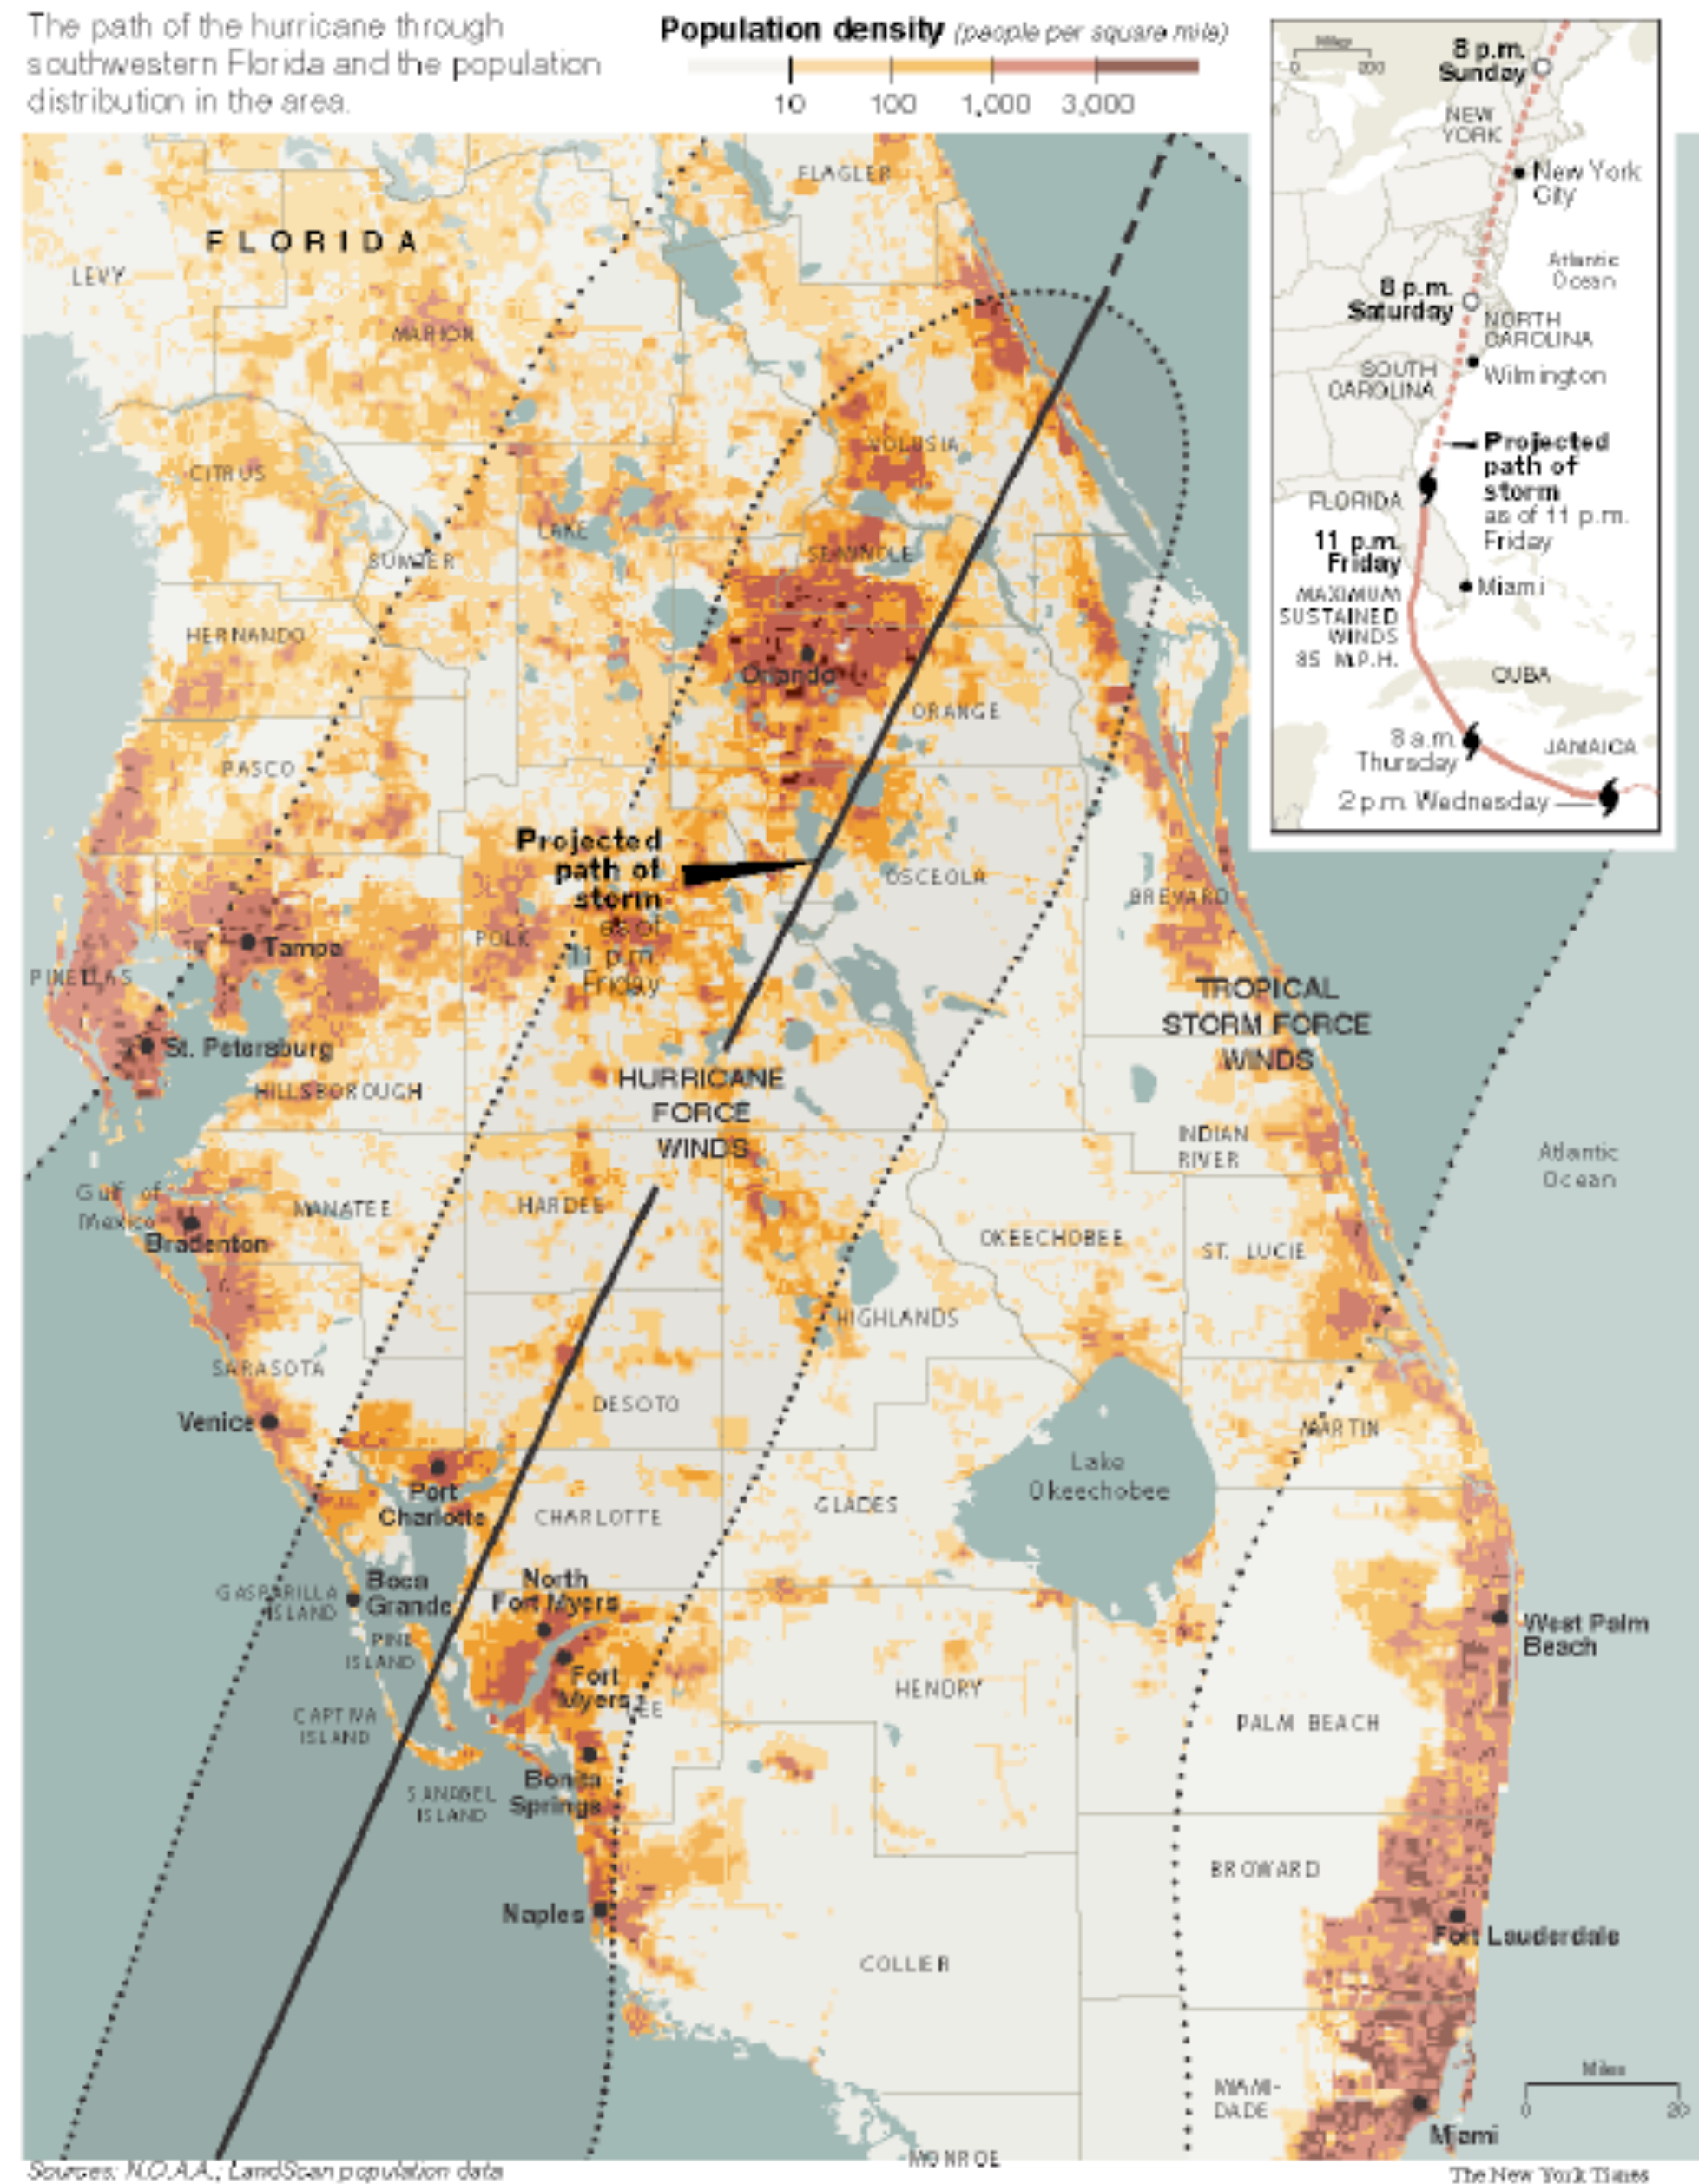 The path of the hurricane through
southwestern Florida and the population
distribution in the area.
Population density (people per square mile)
10 100 1,000 3,000
Miles
0 200
8 p.m.
Sunday
NEW
YORK
New York
City
Atlantic
Ocean
8 p.m.
Saturday
NORTH
CAROLINA
SOUTH
CAROLINA
Wilmington
Projected
path of
storm
as of 11 p.m.
Friday
FLORIDA
11 p.m.
Friday
MAXIMUM
SUSTAINED
WINDS
85 M.P.H.
Miami
CUBA
8 a.m.
Thursday
JAMAICA
2 p.m. Wednesday
FLAGLER
FLORIDA
LEVY
MARION
VOLUSIA
CITRUS
LAKE
SUMTER
SEMINOLE
HERNANDO
Orlando
ORANGE
PASCO
Projected
path of
storm
as of
11 p.m.
Friday
OSCEOLA
BREVARD
POLK
Tampa
PINELLAS
TROPICAL
STORM FORCE
WINDS
St. Petersburg
HILLSBOROUGH
HURRICANE
FORCE
WINDS
INDIAN
RIVER
Atlantic
Ocean
Gulf of
Mexico
MANATEE
HARDEE
Bradenton
OKEECHOBEE
ST. LUCIE
HIGHLANDS
SARASOTA
DESOTO
Venice
MARTIN
Lake
Okeechobee
Port
Charlotte
CHARLOTTE
GLADES
GASPARILLA
ISLAND
Boca
Grande
North
Fort Myers
West Palm
Beach
PINE
ISLAND
Fort
Myers
LEE
HENDRY
CAPTIVA
ISLAND
PALM BEACH
SANABEL
ISLAND
Bonita
Springs
BROWARD
Naples
Fort Lauderdale
COLLIER
MIAMI-
DADE
Miles
0 20
Miami
MONROE
Sources: N.O.A.A.; LandScan population data
The New York Times